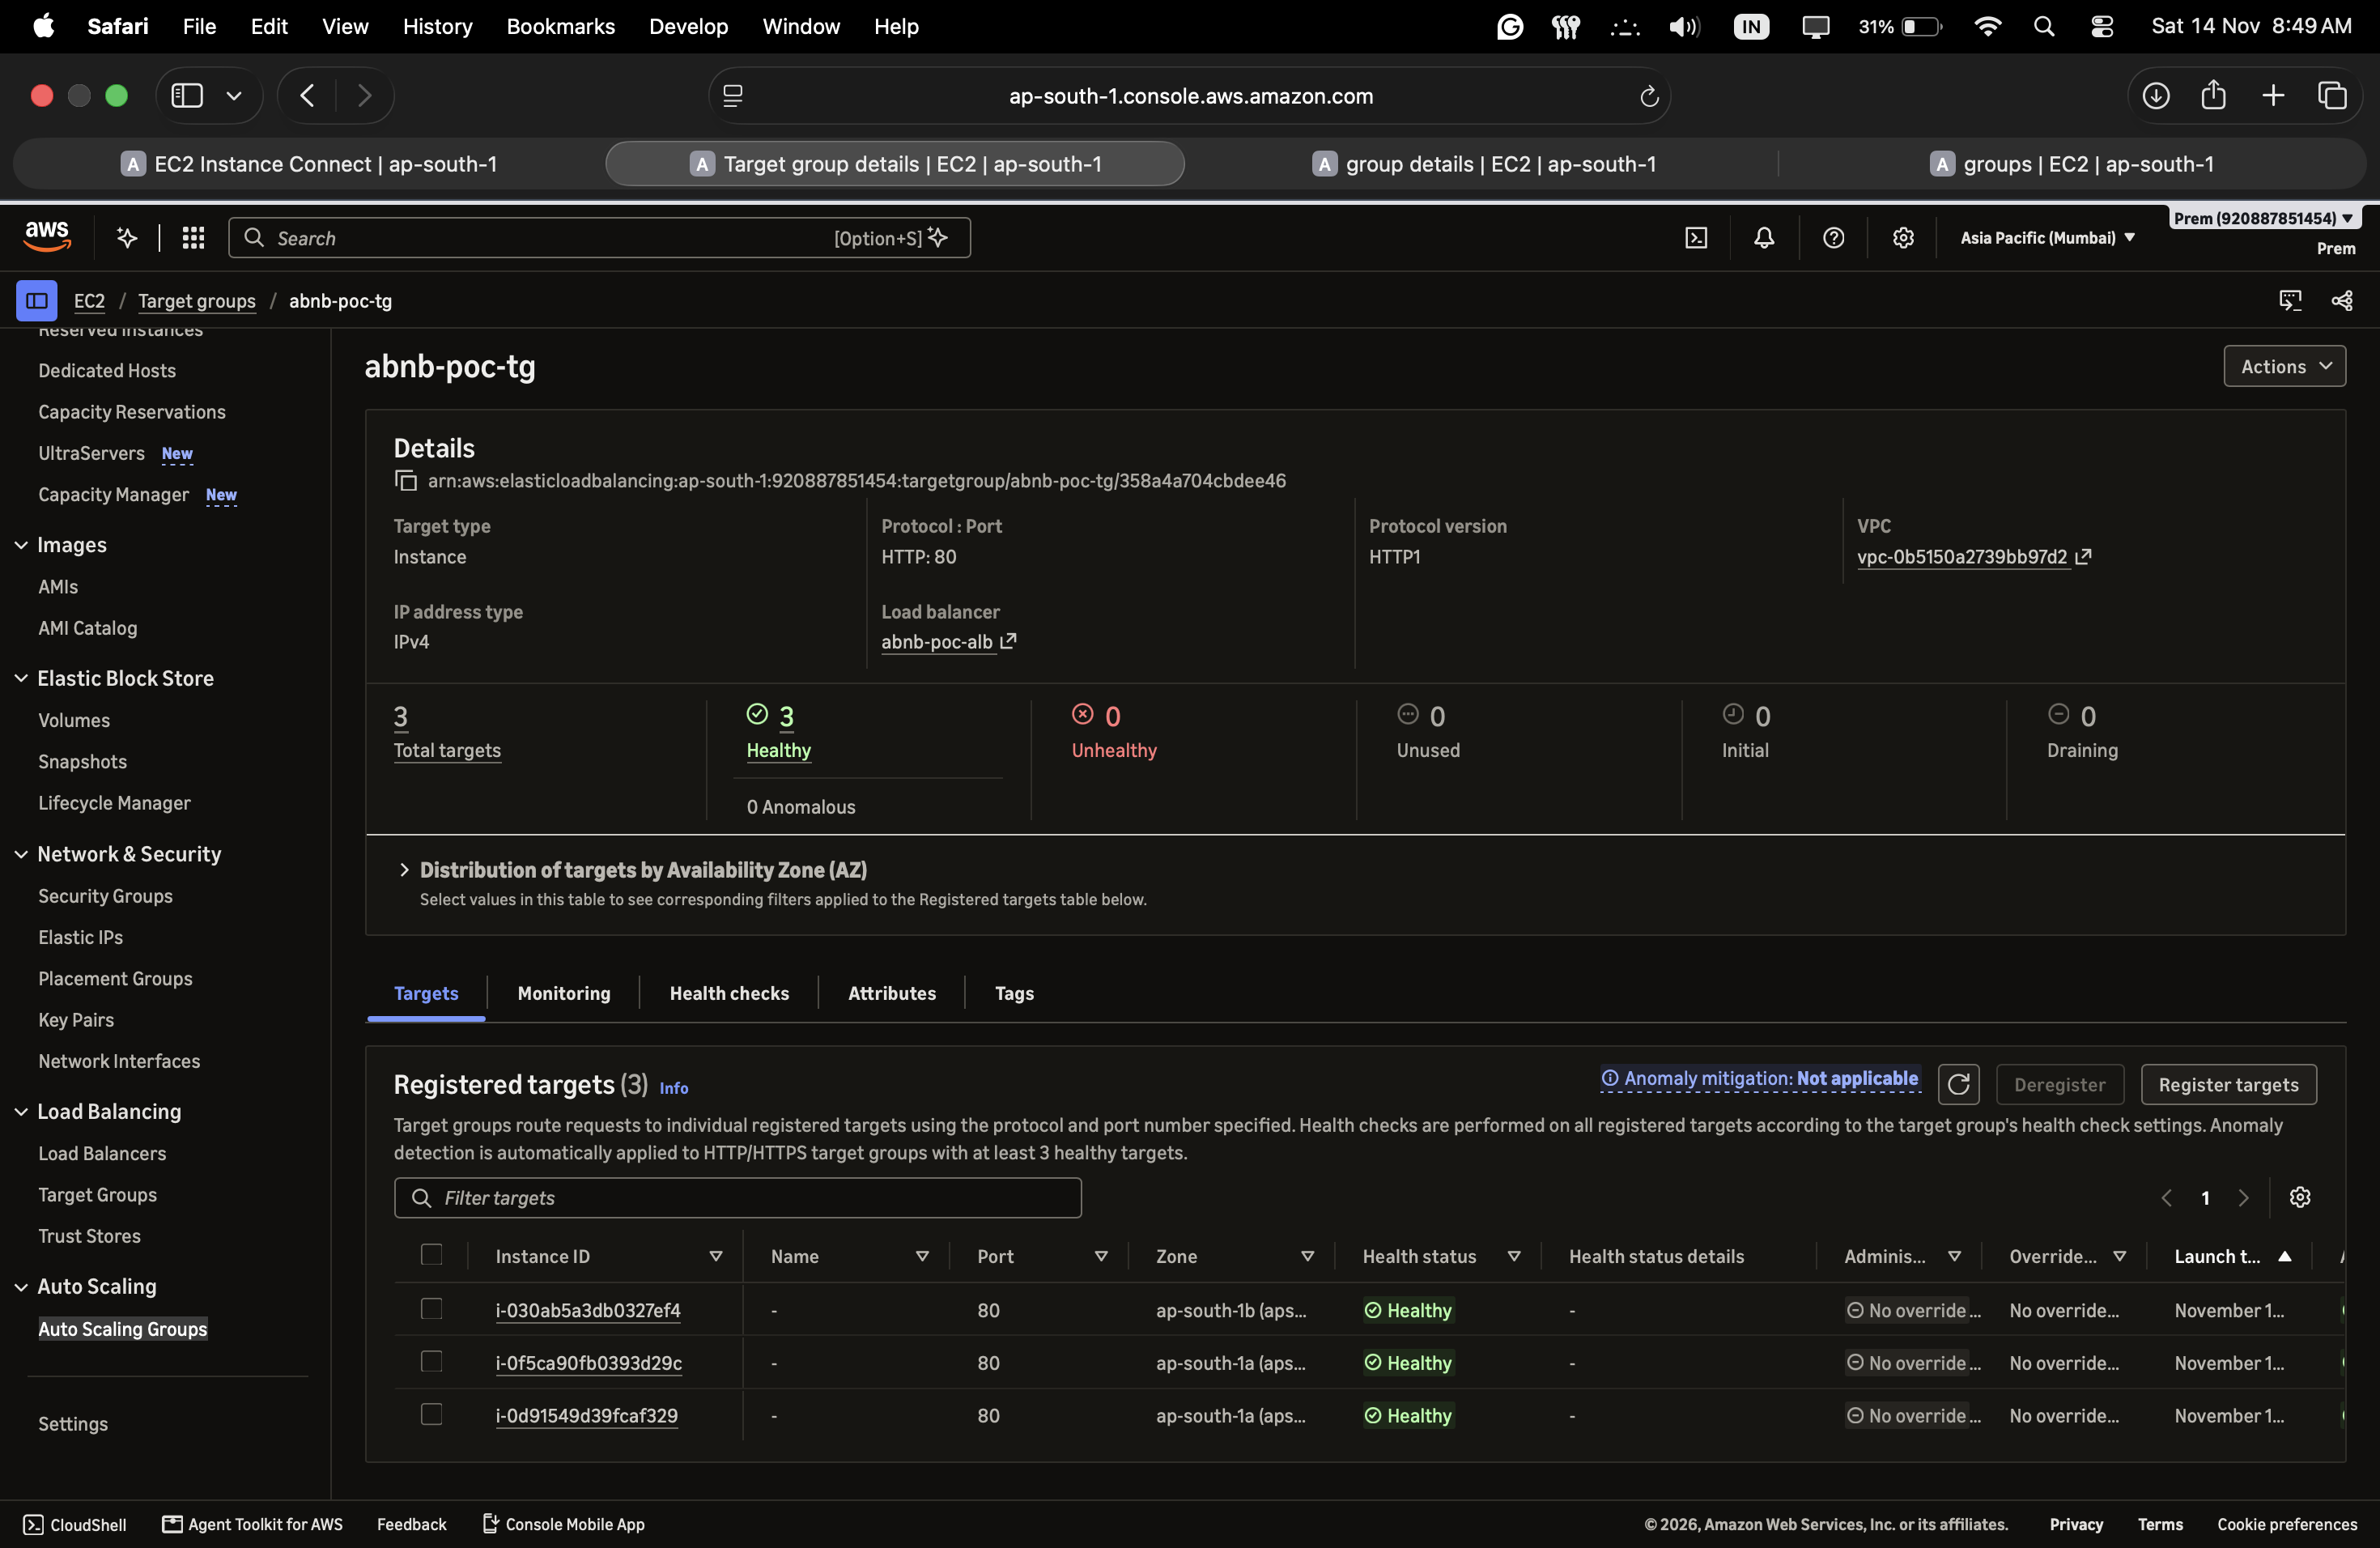 Safari File Edit View History Bookmarks Develop Window Help IN 31% Sat 14 Nov 8:49 AM
ap-south-1.console.aws.amazon.com
A EC2 Instance Connect | ap-south-1 A Target group details | EC2 | ap-south-1 A group details | EC2 | ap-south-1 A groups | EC2 | ap-south-1
aws Search [Option+S] Asia Pacific (Mumbai) Prem (920887851454)
Prem
EC2 / Target groups / abnb-poc-tg
Reserved Instances
Dedicated Hosts
Capacity Reservations
UltraServers New
Capacity Manager New
Images
AMIs
AMI Catalog
Elastic Block Store
Volumes
Snapshots
Lifecycle Manager
Network & Security
Security Groups
Elastic IPs
Placement Groups
Key Pairs
Network Interfaces
Load Balancing
Load Balancers
Target Groups
Trust Stores
Auto Scaling
Auto Scaling Groups
Settings
abnb-poc-tg
Actions
Details
arn:aws:elasticloadbalancing:ap-south-1:920887851454:targetgroup/abnb-poc-tg/358a4a704cbdee46
Target type Protocol : Port Protocol version VPC
Instance HTTP: 80 HTTP1 vpc-0b5150a2739bb97d2
IP address type Load balancer
IPv4 abnb-poc-alb
3 3 0 0 0 0
Total targets Healthy Unhealthy Unused Initial Draining
0 Anomalous
Distribution of targets by Availability Zone (AZ)
Select values in this table to see corresponding filters applied to the Registered targets table below.
Targets Monitoring Health checks Attributes Tags
Registered targets (3) Info Anomaly mitigation: Not applicable Deregister Register targets
Target groups route requests to individual registered targets using the protocol and port number specified. Health checks are performed on all registered targets according to the target group's health check settings. Anomaly
detection is automatically applied to HTTP/HTTPS target groups with at least 3 healthy targets.
Filter targets 1
Instance ID Name Port Zone Health status Health status details Adminis... Override... Launch t...
i-030ab5a3db0327ef4 - 80 ap-south-1b (aps... Healthy - No override... No override... November 1...
i-0f5ca90fb0393d29c - 80 ap-south-1a (aps... Healthy - No override... No override... November 1...
i-0d91549d39fcaf329 - 80 ap-south-1a (aps... Healthy - No override... No override... November 1...
CloudShell Agent Toolkit for AWS Feedback Console Mobile App © 2026, Amazon Web Services, Inc. or its affiliates. Privacy Terms Cookie preferences